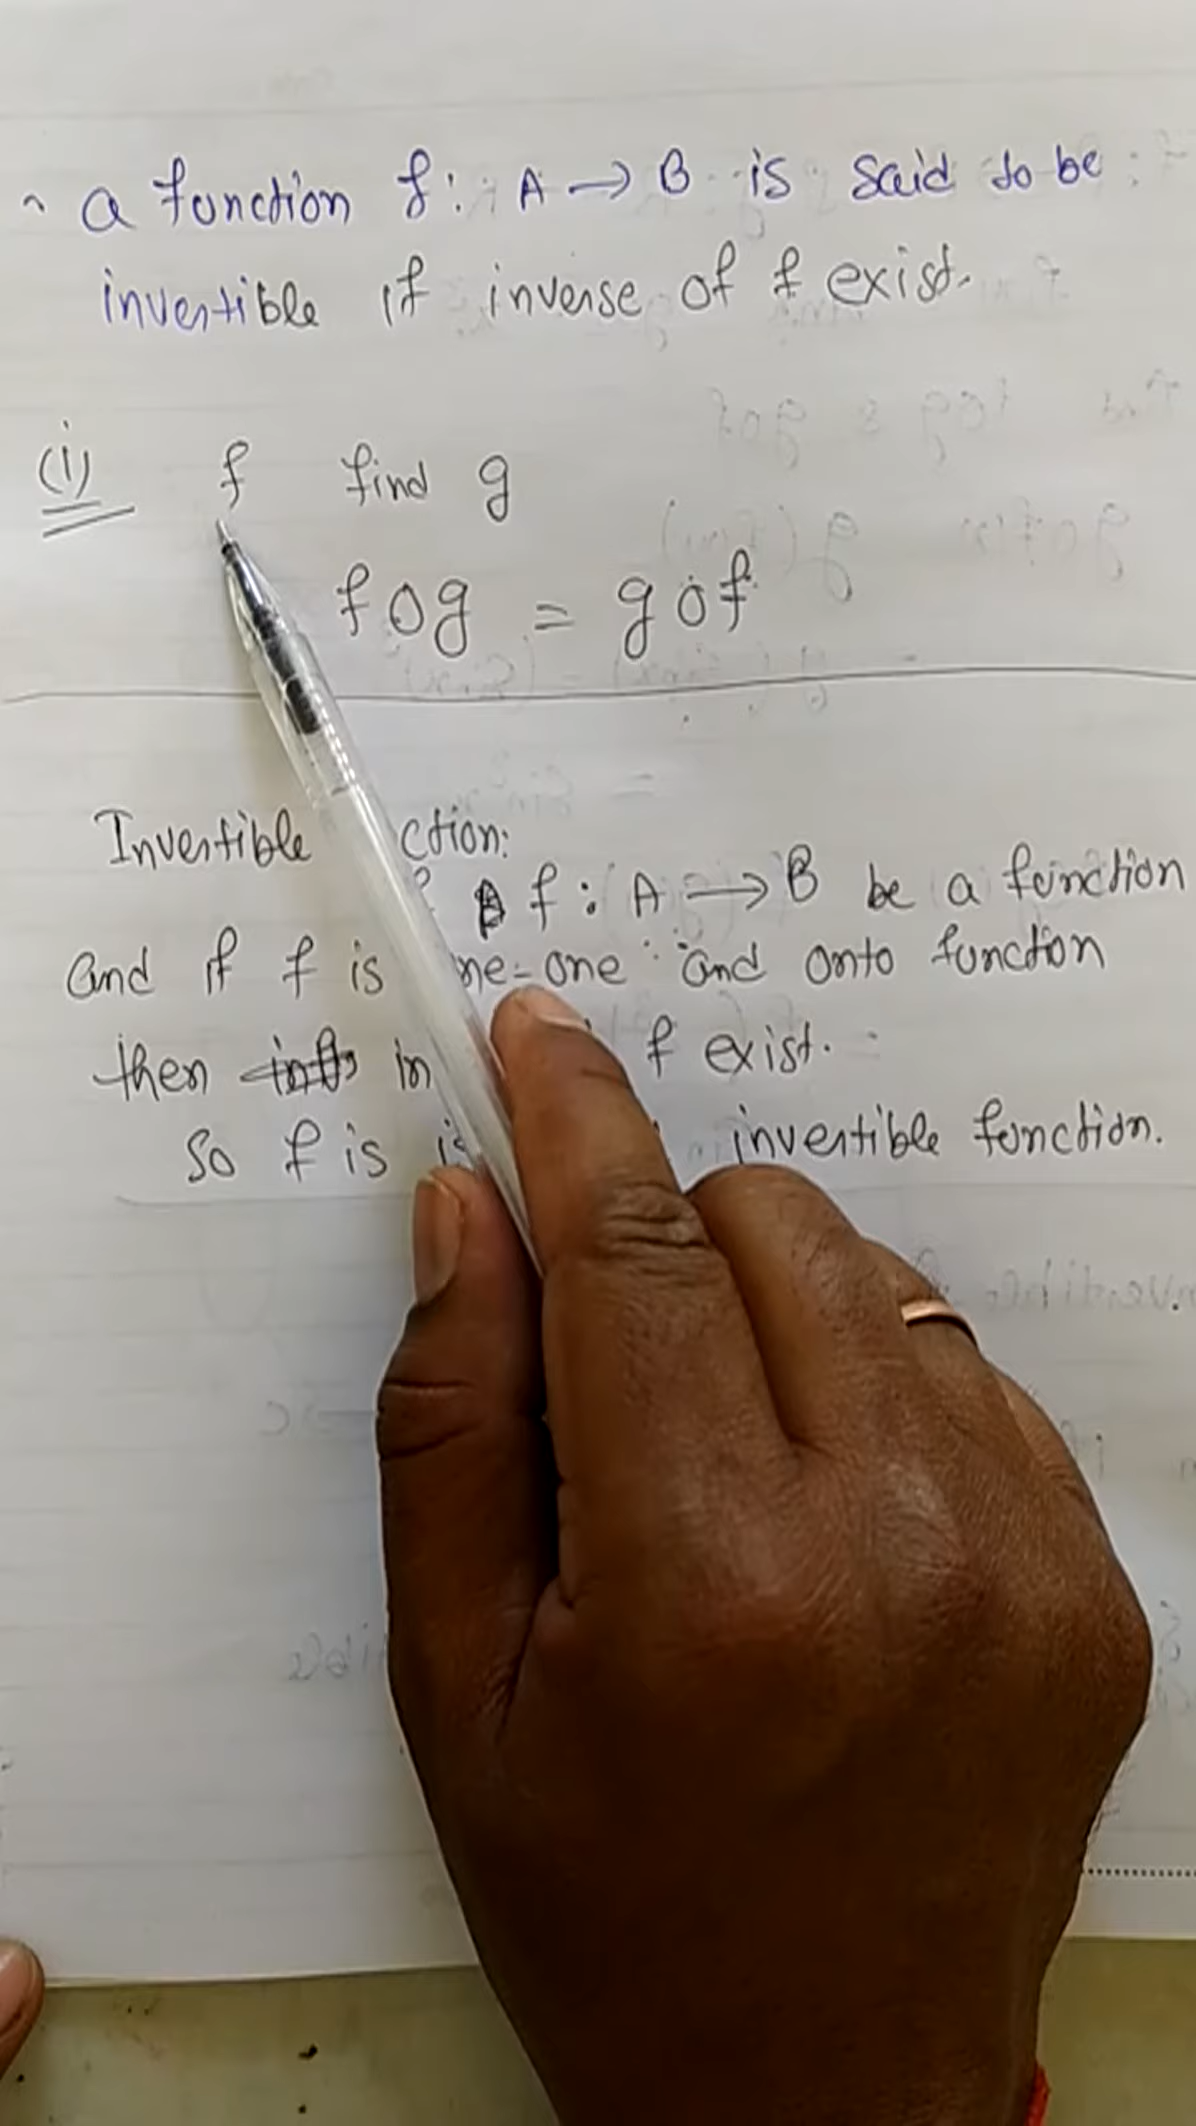 a function f: A → B is said to be
invertible if inverse of f exist.
(i) f find g
fog = gof
Invertible ction:
f : A → B be a function
and if f is ne-one and onto function
then in f exist.
So f is invertible function.